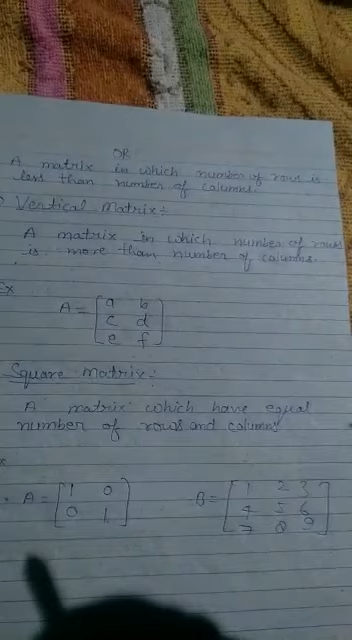 OR
A matrix in which number of rows is
less than number of columns.
Vertical Matrix:-
A matrix in which number of rows
is more than number of columns.
Ex
A = [a b
c d
e f]
Square matrix:-
A matrix which have equal
number of rows and columns
A = [1 0
0 1]
B = [1 2 3
4 5 6
7 8 9]